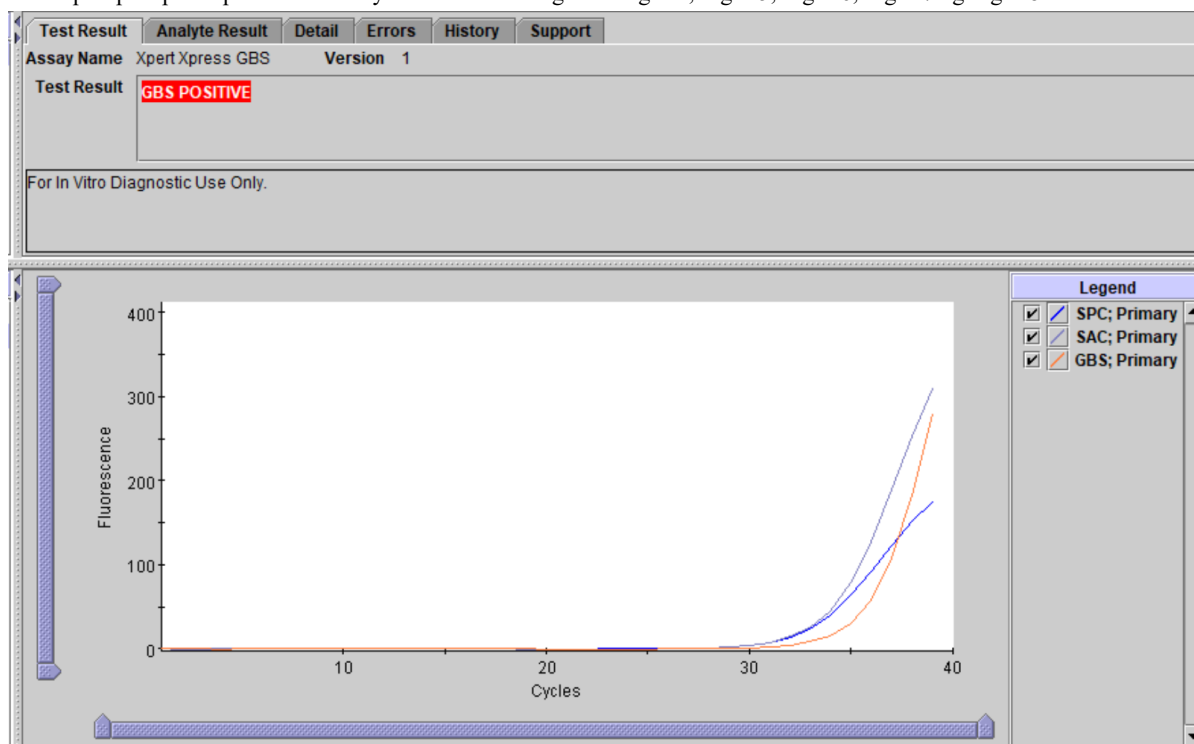 Test Result Analyte Result Detail Errors History Support
Assay Name Xpert Xpress GBS Version 1
Test Result GBS POSITIVE
For In Vitro Diagnostic Use Only.
Legend
SPC; Primary
SAC; Primary
GBS; Primary
400
300
200
100
0
Fluorescence
10 20 30 40
Cycles